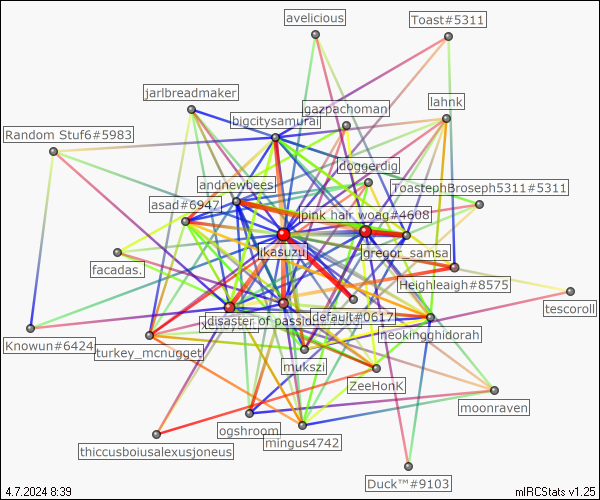 avelicious
Toast#5311
jarlbreadmaker
gazpachoman
lahnk
bigcitysamurai
Random Stuf6#5983
doggerdig
andnewbees
ToastephBroseph5311#5311
asad#6947
pink hair woag#4608
jkasuzu
gregor_samsa
facadas.
Heighleaigh#8575
tescoroll
disaster of passion
default#0617
neokingghidorah
Knowun#6424
turkey_mcnugget
mukszi
ZeeHonK
moonraven
ogshroom
mingus4742
thiccusboiusalexusjoneus
Duck™#9103
4.7.2024 8:39
mIRCStats v1.25